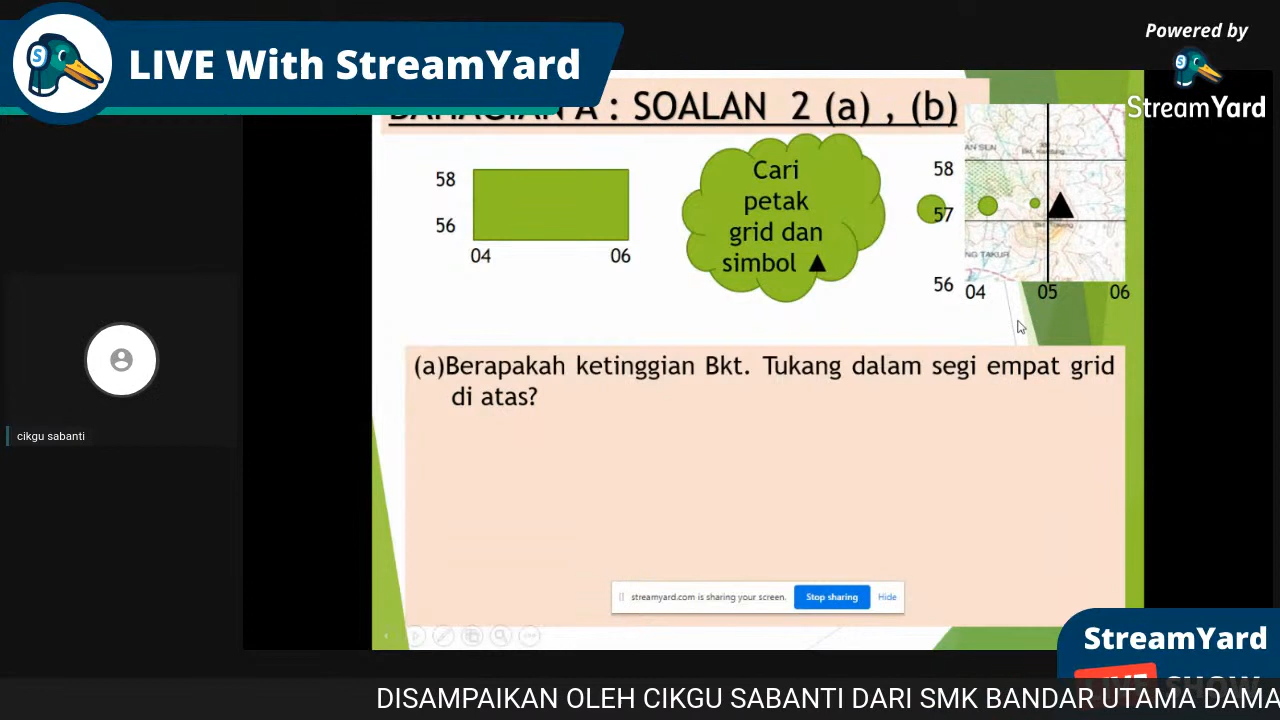 LIVE With StreamYard
Powered by
StreamYard
A : SOALAN 2 (a) , (b)
58
56
04 06
Cari
petak
grid dan
simbol ▲
58
57
56
04 05 06
NG TAKUR
(a)Berapakah ketinggian Bkt. Tukang dalam segi empat grid
di atas?
cikgu sabanti
streamyard.com is sharing your screen. Stop sharing Hide
StreamYard
DISAMPAIKAN OLEH CIKGU SABANTI DARI SMK BANDAR UTAMA DAMA